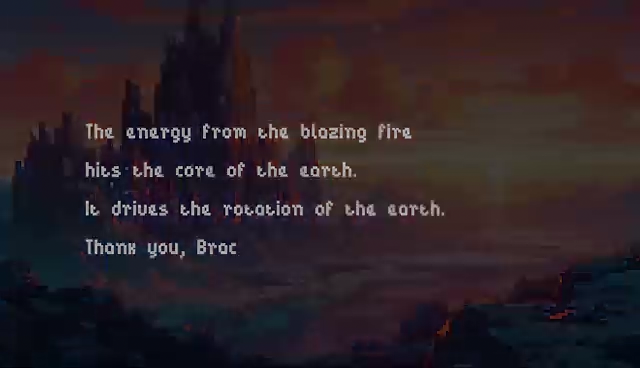 The energy from the blazing fire
hits the core of the earth.
It drives the rotation of the earth.
Thank you, Brac